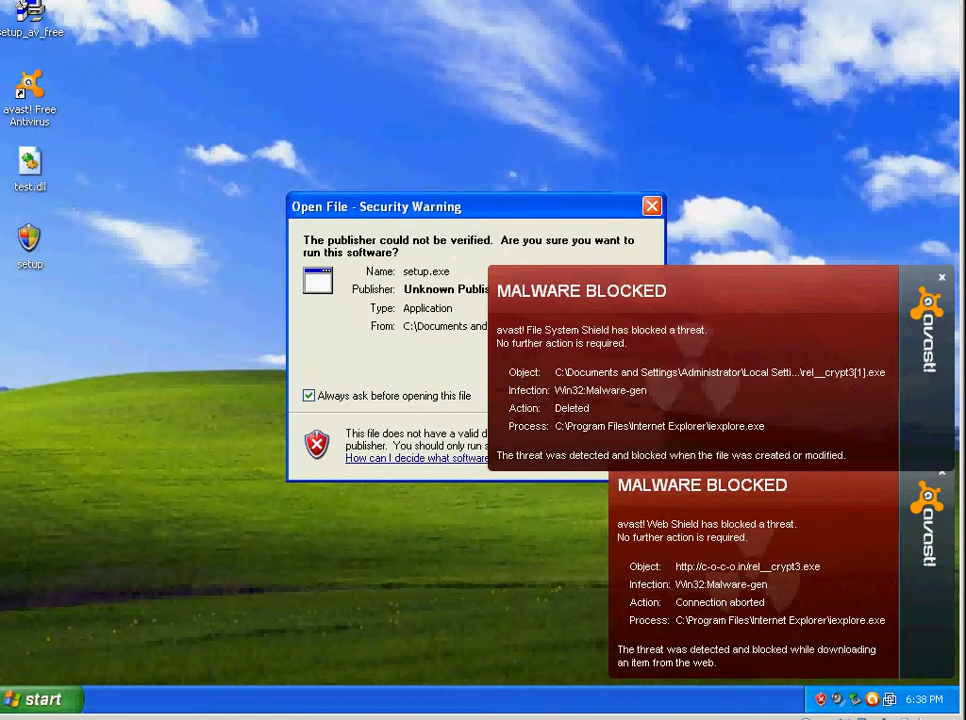 setup_av_free
avast! Free
Antivirus
test.dll
setup
Open File - Security Warning
The publisher could not be verified. Are you sure you want to
run this software?
Name: setup.exe
Publisher: Unknown Publis
Type: Application
From: C:\Documents and
Always ask before opening this file
This file does not have a valid d
publisher. You should only run s
How can I decide what software
MALWARE BLOCKED
avast! File System Shield has blocked a threat.
No further action is required.
Object: C:\Documents and Settings\Administrator\Local Setti...\rel__crypt3[1].exe
Infection: Win32:Malware-gen
Action: Deleted
Process: C:\Program Files\Internet Explorer\iexplore.exe
The threat was detected and blocked when the file was created or modified.
avast!
MALWARE BLOCKED
avast! Web Shield has blocked a threat.
No further action is required.
Object: http://c-o-c-o.in/rel__crypt3.exe
Infection: Win32:Malware-gen
Action: Connection aborted
Process: C:\Program Files\Internet Explorer\iexplore.exe
The threat was detected and blocked while downloading
an item from the web.
avast!
start
6:38 PM